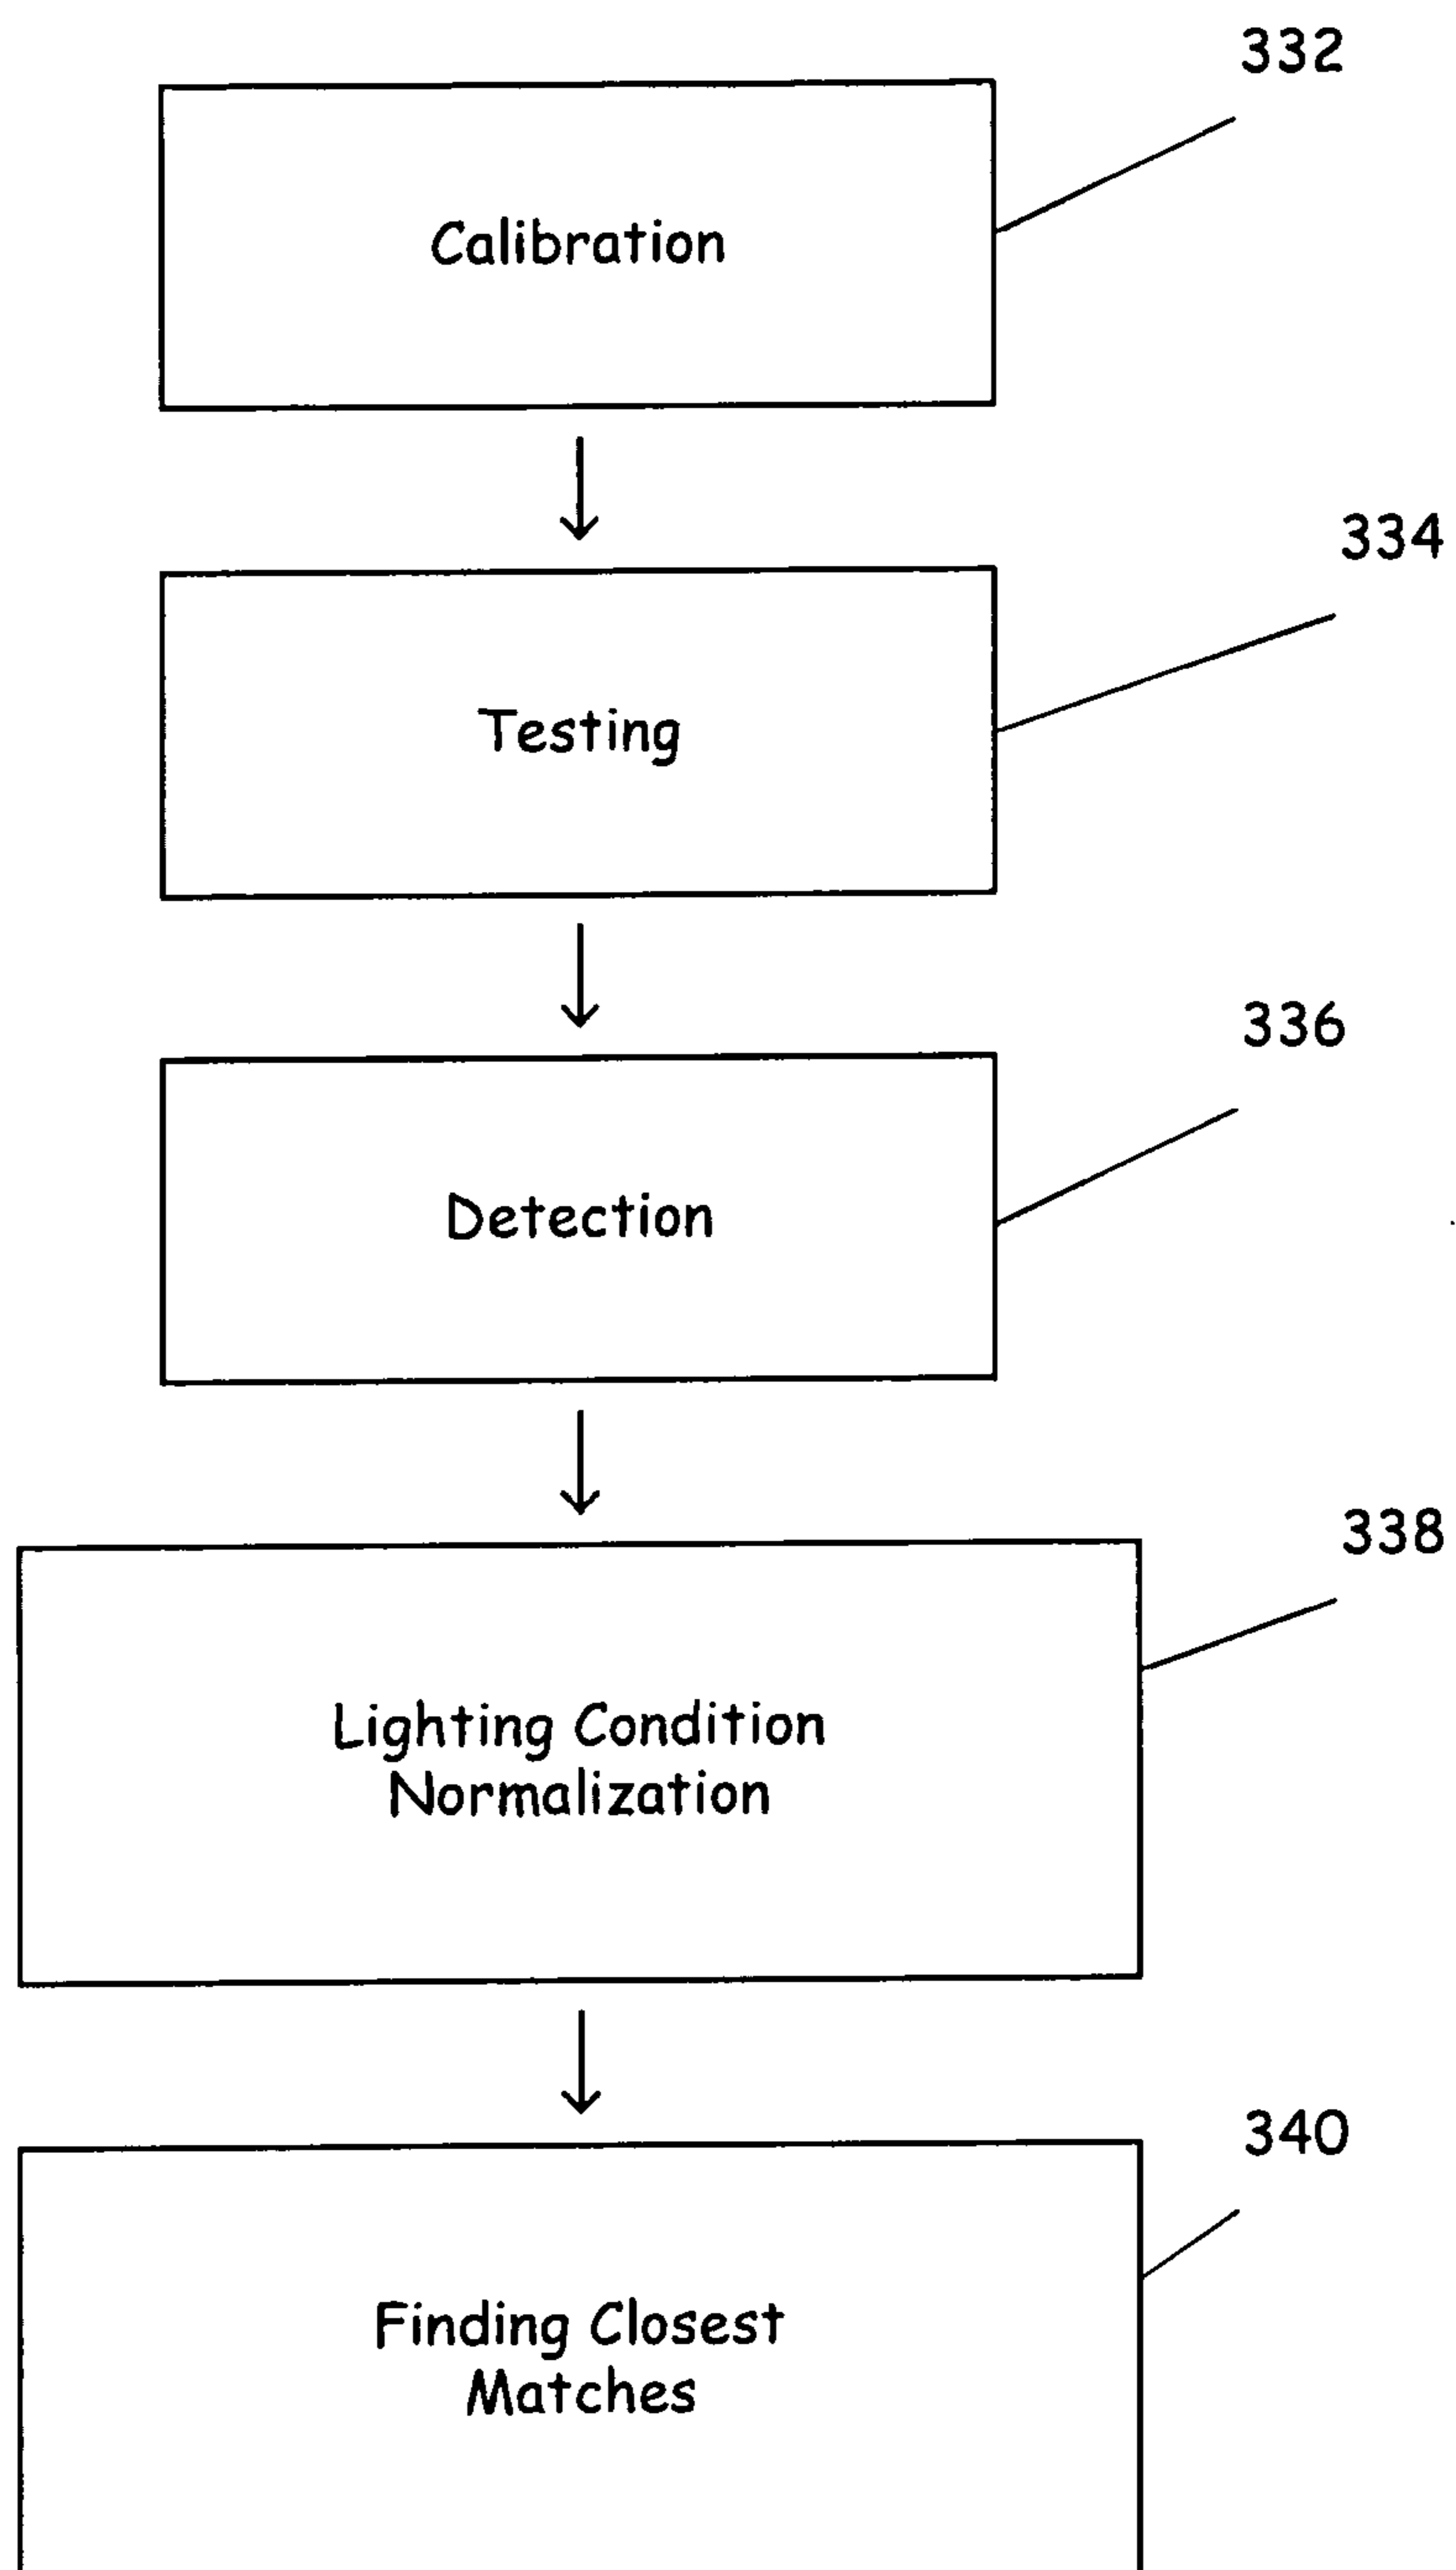 332
Calibration
334
Testing
336
Detection
338
Lighting Condition
Normalization
340
Finding Closest
Matches